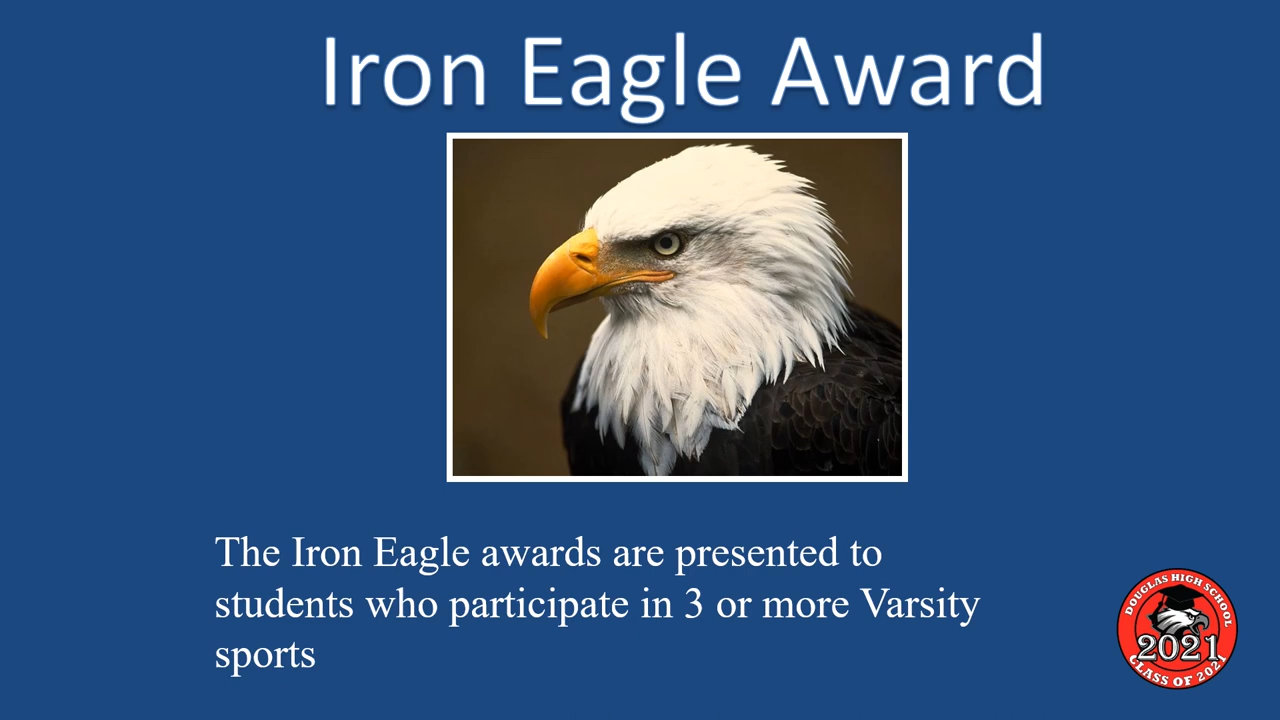 Iron Eagle Award
The Iron Eagle awards are presented to
students who participate in 3 or more Varsity
sports
DOUGLAS HIGH SCHOOL
2021
CLASS OF 2021